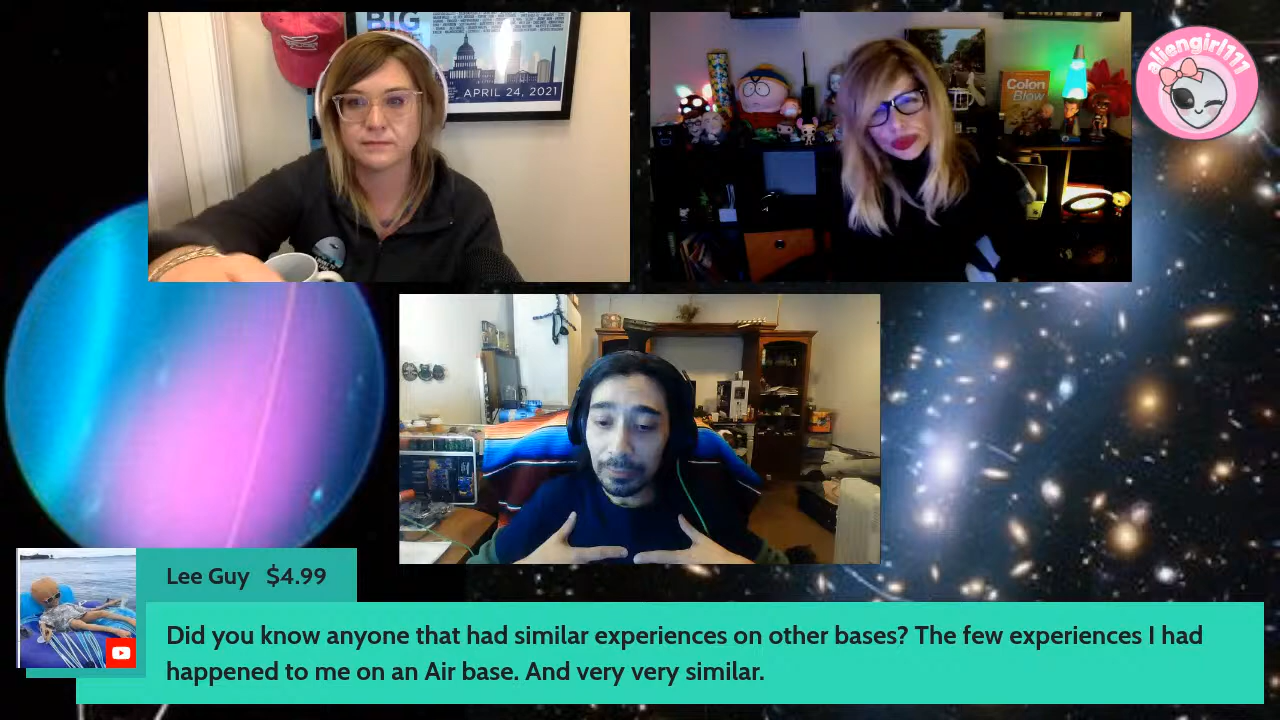 BIG
APRIL 24, 2021
Colon
Blow
aliengirl111
Lee Guy $4.99
Did you know anyone that had similar experiences on other bases? The few experiences I had
happened to me on an Air base. And very very similar.